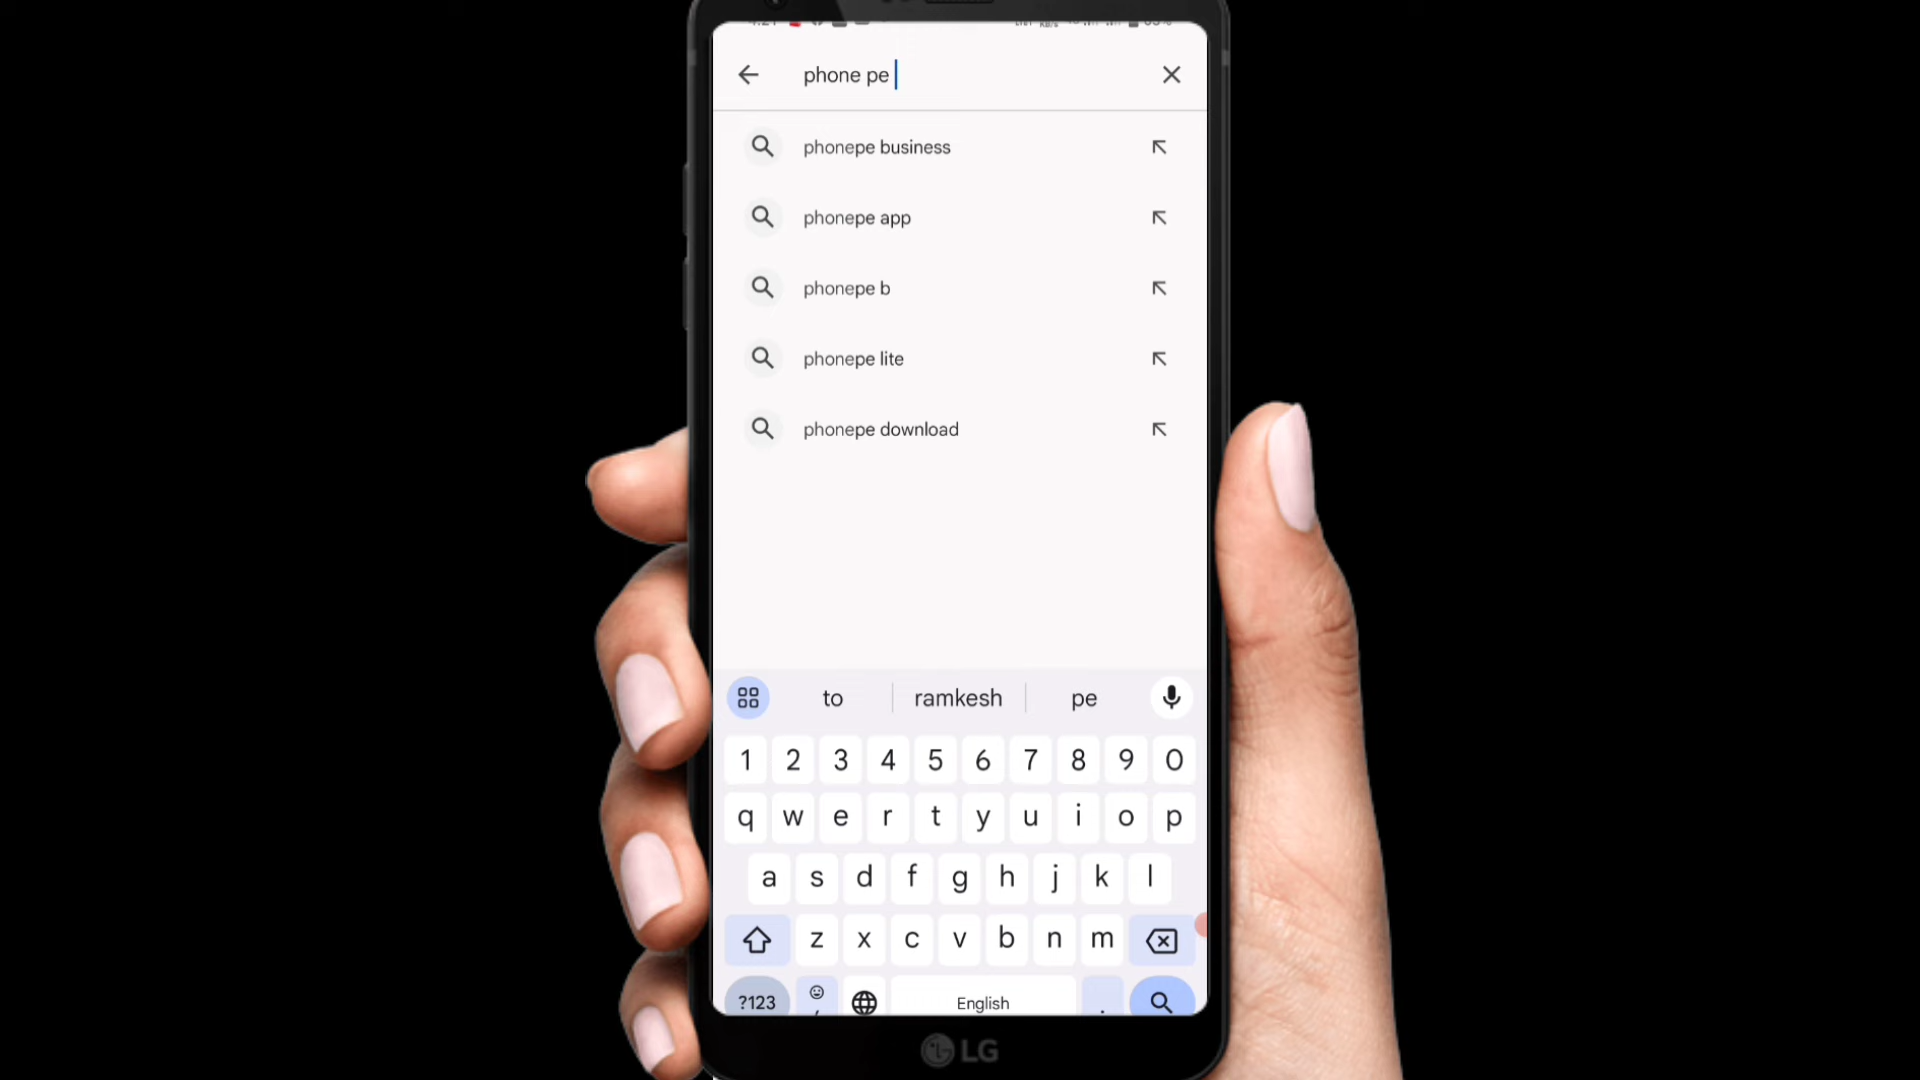 phone pe
phonepe business
phonepe app
phonepe b
phonepe lite
phonepe download
to ramkesh pe
1 2 3 4 5 6 7 8 9 0
q w e r t y u i o p
a s d f g h j k l
z x c v b n m
?123 , English .
LG